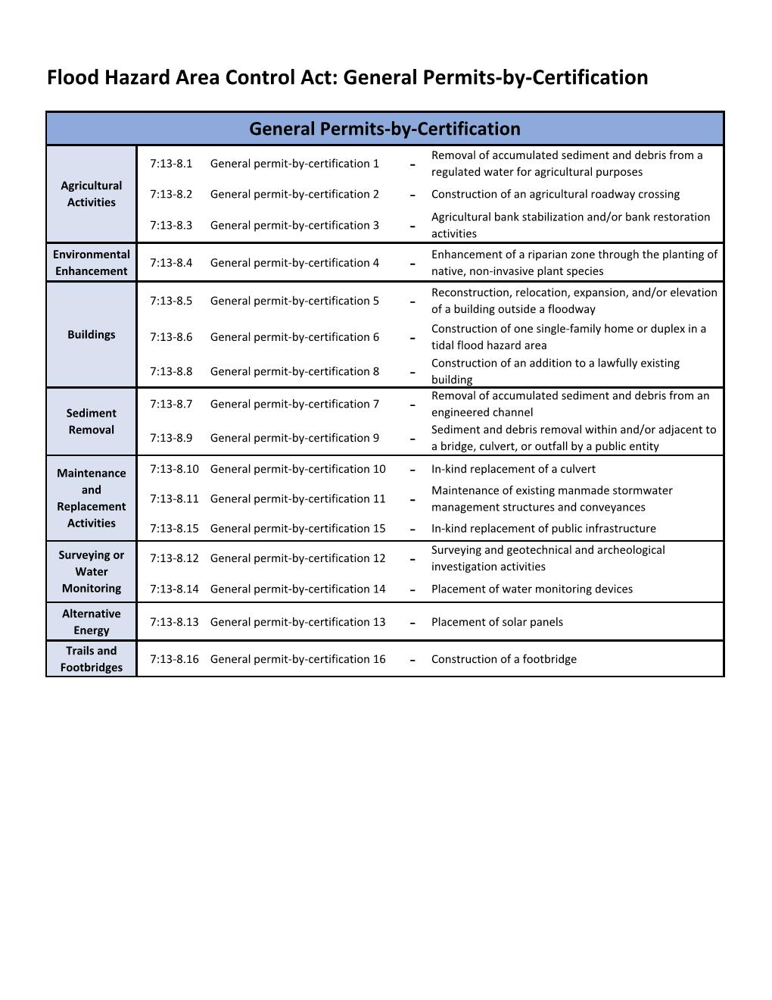 Flood Hazard Area Control Act: General Permits-by-Certification
General Permits-by-Certification
Agricultural
Activities
7:13-8.1 General permit-by-certification 1 - Removal of accumulated sediment and debris from a
regulated water for agricultural purposes
7:13-8.2 General permit-by-certification 2 - Construction of an agricultural roadway crossing
7:13-8.3 General permit-by-certification 3 - Agricultural bank stabilization and/or bank restoration
activities
Environmental
Enhancement
7:13-8.4 General permit-by-certification 4 - Enhancement of a riparian zone through the planting of
native, non-invasive plant species
Buildings
7:13-8.5 General permit-by-certification 5 - Reconstruction, relocation, expansion, and/or elevation
of a building outside a floodway
7:13-8.6 General permit-by-certification 6 - Construction of one single-family home or duplex in a
tidal flood hazard area
7:13-8.8 General permit-by-certification 8 - Construction of an addition to a lawfully existing
building
Sediment
Removal
7:13-8.7 General permit-by-certification 7 - Removal of accumulated sediment and debris from an
engineered channel
7:13-8.9 General permit-by-certification 9 - Sediment and debris removal within and/or adjacent to
a bridge, culvert, or outfall by a public entity
Maintenance
and
Replacement
Activities
7:13-8.10 General permit-by-certification 10 - In-kind replacement of a culvert
7:13-8.11 General permit-by-certification 11 - Maintenance of existing manmade stormwater
management structures and conveyances
7:13-8.15 General permit-by-certification 15 - In-kind replacement of public infrastructure
Surveying or
Water
Monitoring
7:13-8.12 General permit-by-certification 12 - Surveying and geotechnical and archeological
investigation activities
7:13-8.14 General permit-by-certification 14 - Placement of water monitoring devices
Alternative
Energy
7:13-8.13 General permit-by-certification 13 - Placement of solar panels
Trails and
Footbridges
7:13-8.16 General permit-by-certification 16 - Construction of a footbridge